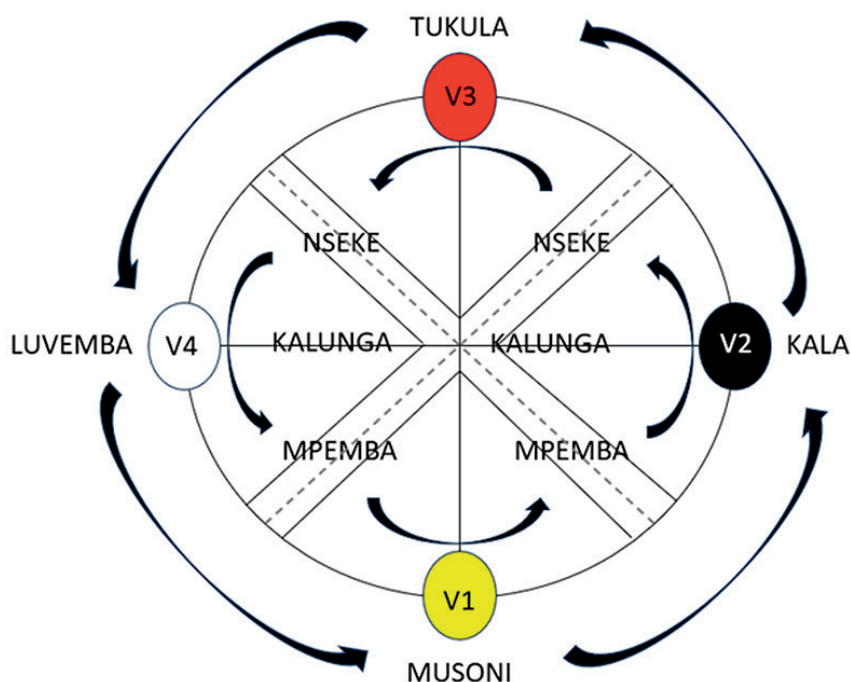 TUKULA
V3
NSEKE NSEKE
LUVEMBA V4 KALUNGA KALUNGA V2 KALA
MPEMBA MPEMBA
V1
MUSONI